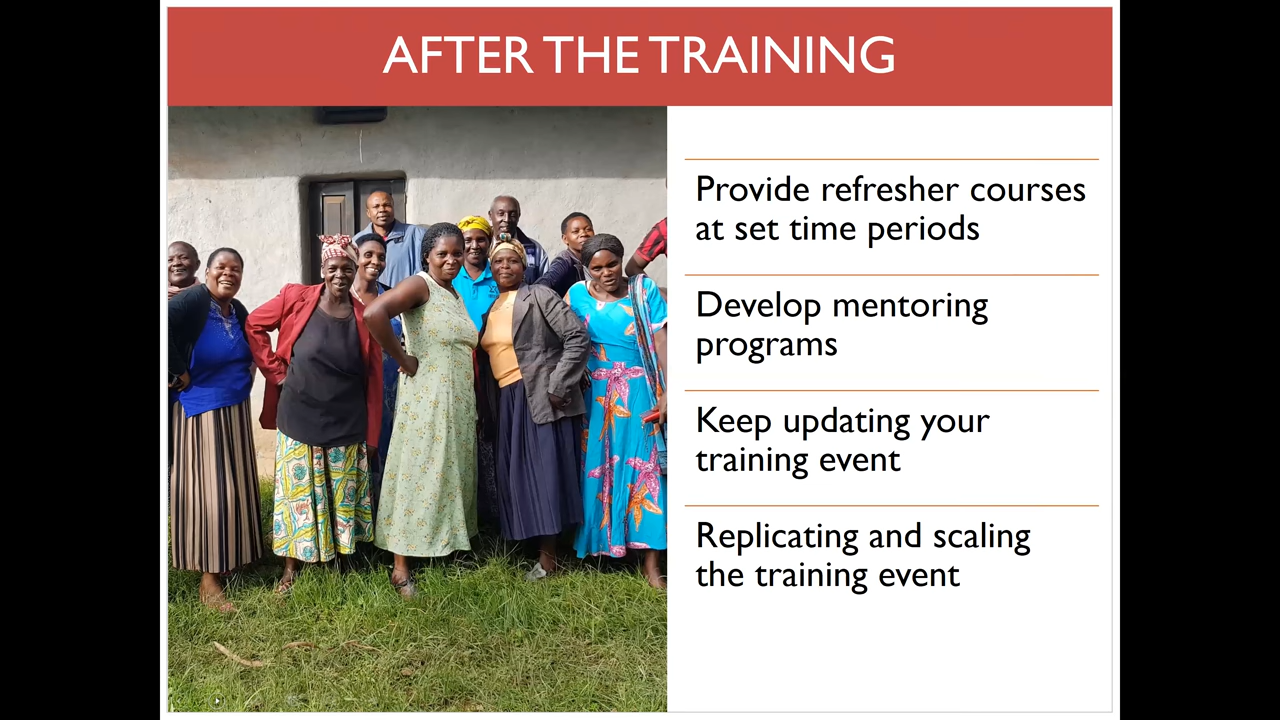 AFTER THE TRAINING
Provide refresher courses
at set time periods
Develop mentoring
programs
Keep updating your
training event
Replicating and scaling
the training event